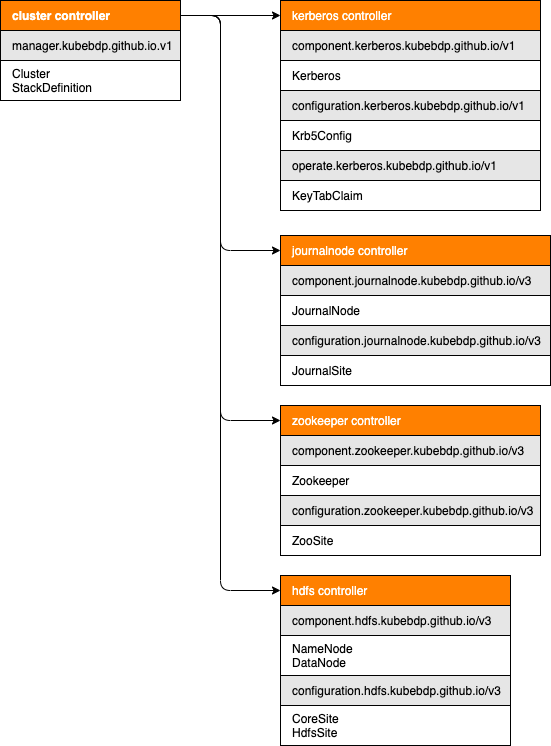 cluster controller
manager.kubebdp.github.io.v1
Cluster
StackDefinition
kerberos controller
component.kerberos.kubebdp.github.io/v1
Kerberos
configuration.kerberos.kubebdp.github.io/v1
Krb5Config
operate.kerberos.kubebdp.github.io/v1
KeyTabClaim
journalnode controller
component.journalnode.kubebdp.github.io/v3
JournalNode
configuration.journalnode.kubebdp.github.io/v3
JournalSite
zookeeper controller
component.zookeeper.kubebdp.github.io/v3
Zookeeper
configuration.zookeeper.kubebdp.github.io/v3
ZooSite
hdfs controller
component.hdfs.kubebdp.github.io/v3
NameNode
DataNode
configuration.hdfs.kubebdp.github.io/v3
CoreSite
HdfsSite